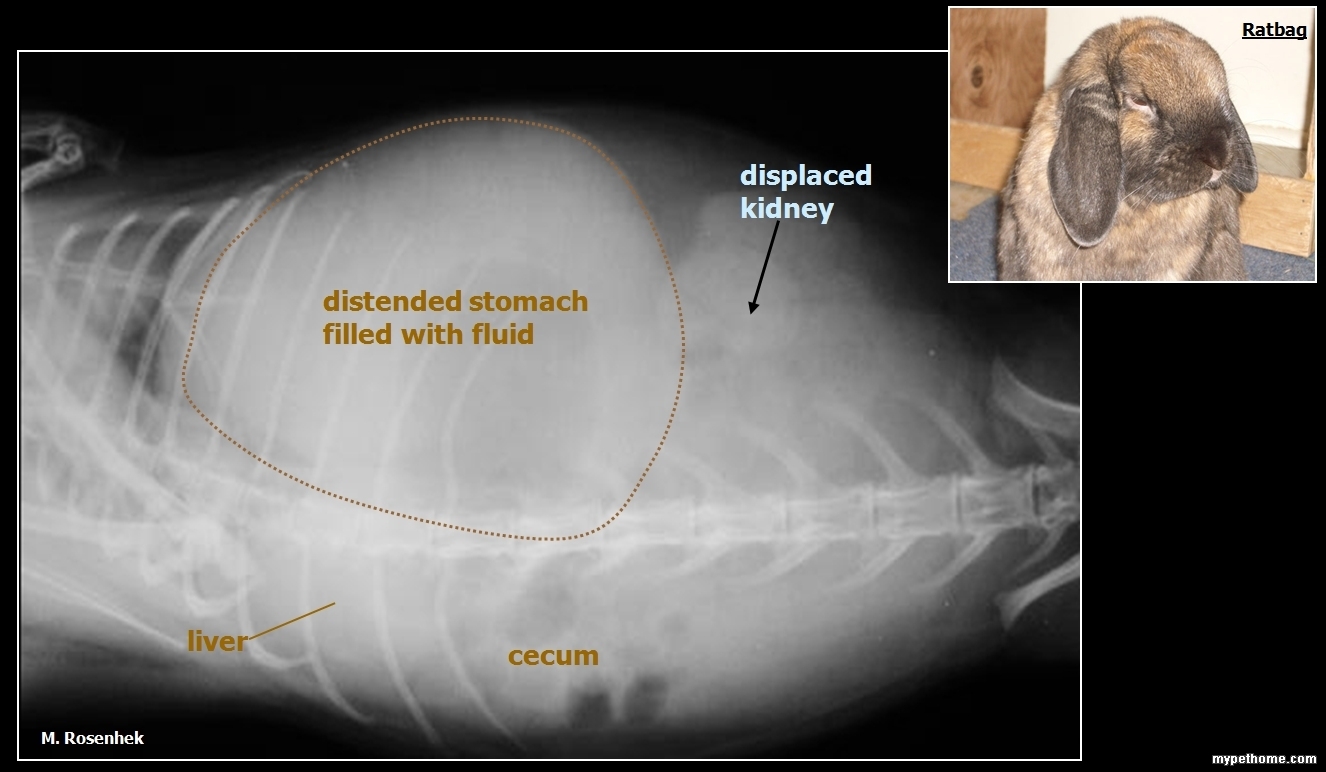 Ratbag
displaced
kidney
distended stomach
filled with fluid
liver
cecum
M. Rosenhek
mypethome.com